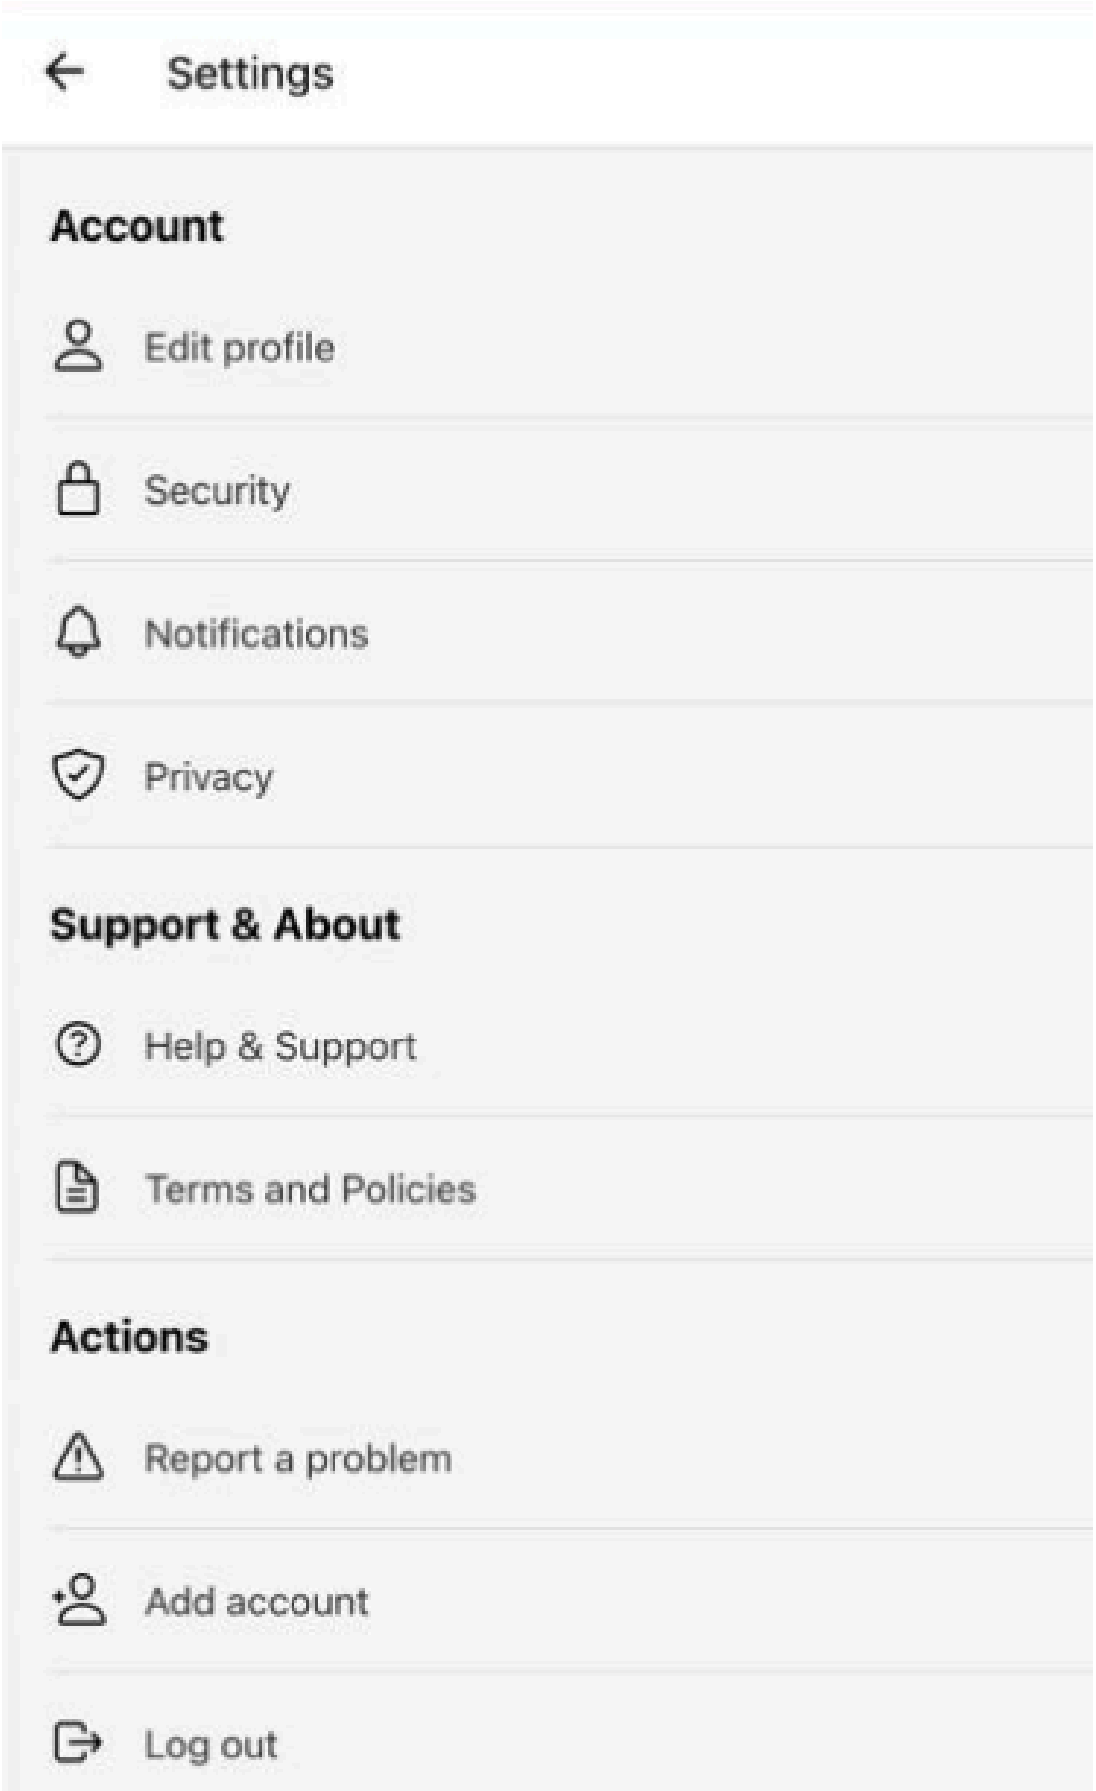 Settings
Account
Edit profile
Security
Notifications
Privacy
Support & About
Help & Support
Terms and Policies
Actions
Report a problem
Add account
Log out